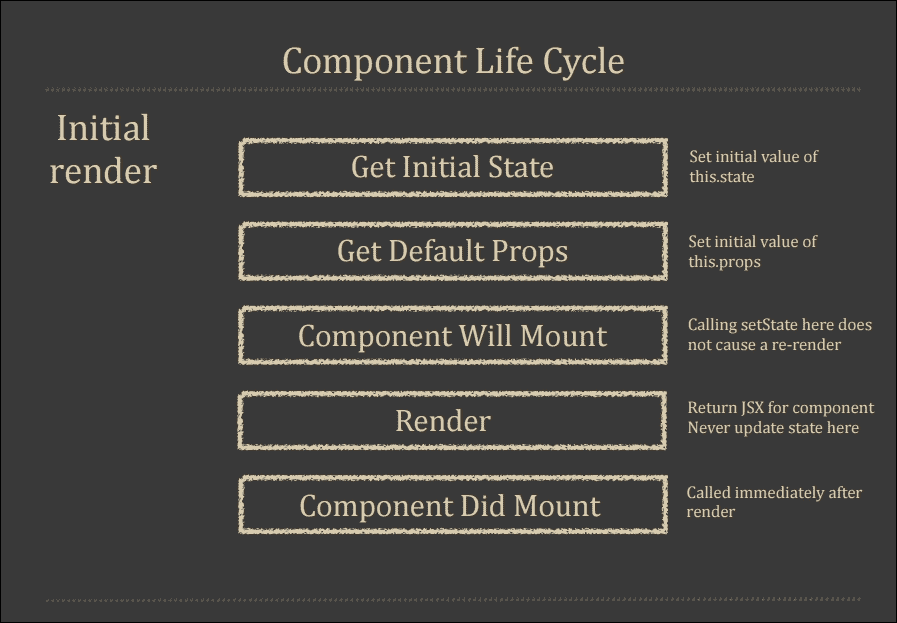 Component Life Cycle
Initial
render
Get Initial State
Set initial value of
this.state
Get Default Props
Set initial value of
this.props
Component Will Mount
Calling setState here does
not cause a re-render
Render
Return JSX for component
Never update state here
Component Did Mount
Called immediately after
render